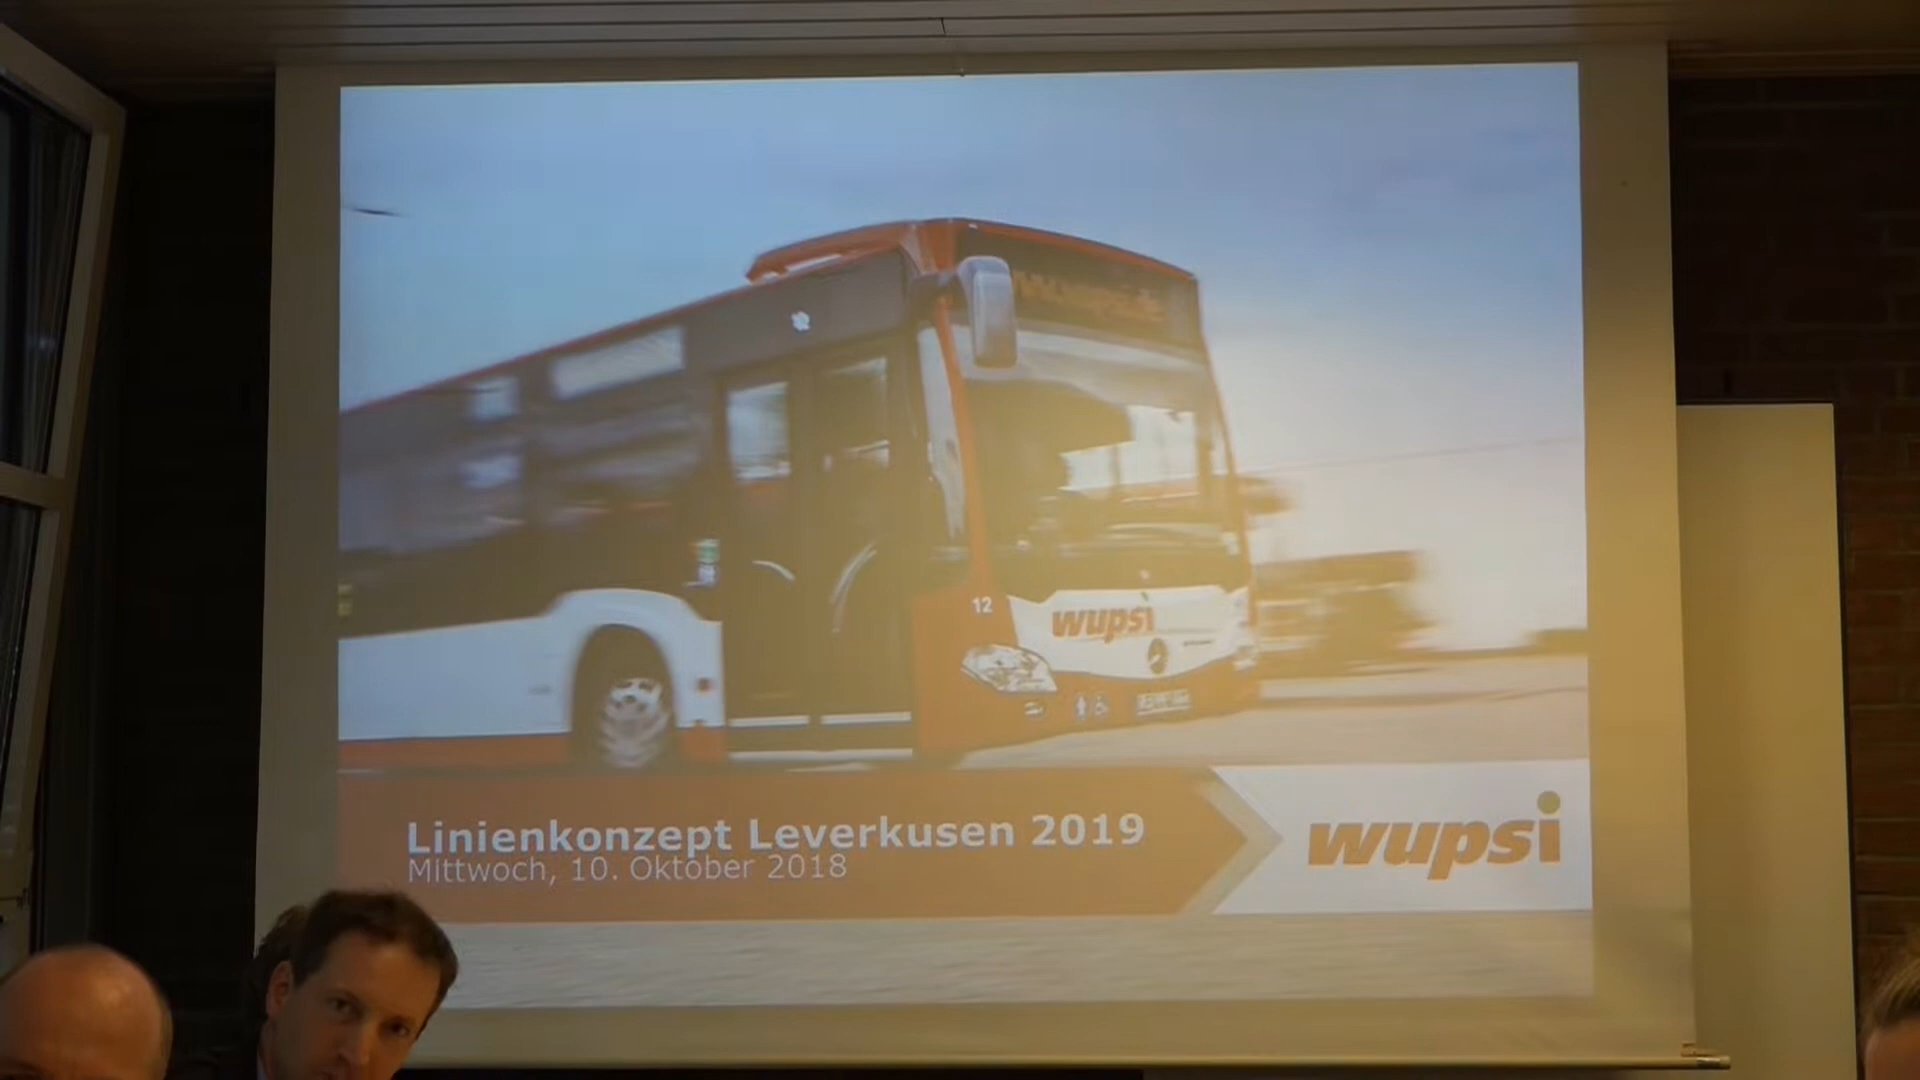 12
wupsi
Linienkonzept Leverkusen 2019
Mittwoch, 10. Oktober 2018
wupsi